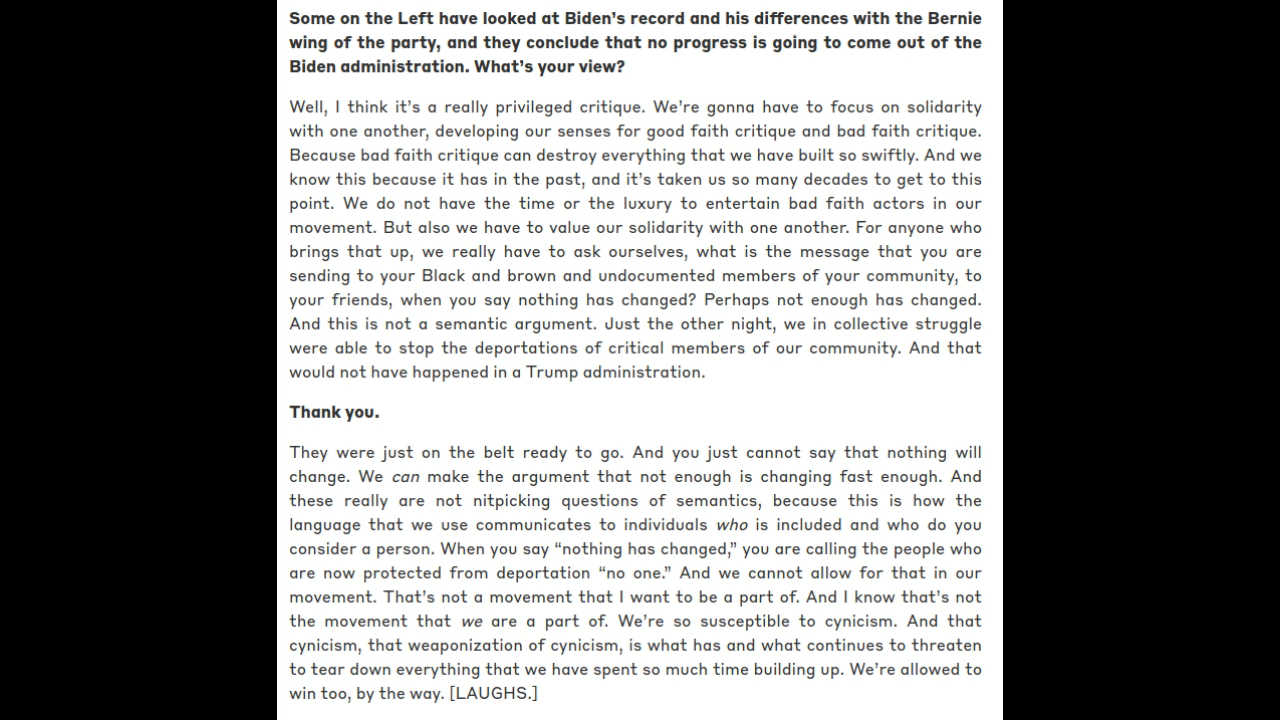 Some on the Left have looked at Biden’s record and his differences with the Bernie
wing of the party, and they conclude that no progress is going to come out of the
Biden administration. What’s your view?
Well, I think it’s a really privileged critique. We’re gonna have to focus on solidarity
with one another, developing our senses for good faith critique and bad faith critique.
Because bad faith critique can destroy everything that we have built so swiftly. And we
know this because it has in the past, and it’s taken us so many decades to get to this
point. We do not have the time or the luxury to entertain bad faith actors in our
movement. But also we have to value our solidarity with one another. For anyone who
brings that up, we really have to ask ourselves, what is the message that you are
sending to your Black and brown and undocumented members of your community, to
your friends, when you say nothing has changed? Perhaps not enough has changed.
And this is not a semantic argument. Just the other night, we in collective struggle
were able to stop the deportations of critical members of our community. And that
would not have happened in a Trump administration.
Thank you.
They were just on the belt ready to go. And you just cannot say that nothing will
change. We can make the argument that not enough is changing fast enough. And
these really are not nitpicking questions of semantics, because this is how the
language that we use communicates to individuals who is included and who do you
consider a person. When you say “nothing has changed,” you are calling the people who
are now protected from deportation “no one.” And we cannot allow for that in our
movement. That’s not a movement that I want to be a part of. And I know that’s not
the movement that we are a part of. We’re so susceptible to cynicism. And that
cynicism, that weaponization of cynicism, is what has and what continues to threaten
to tear down everything that we have spent so much time building up. We’re allowed to
win too, by the way. [LAUGHS.]